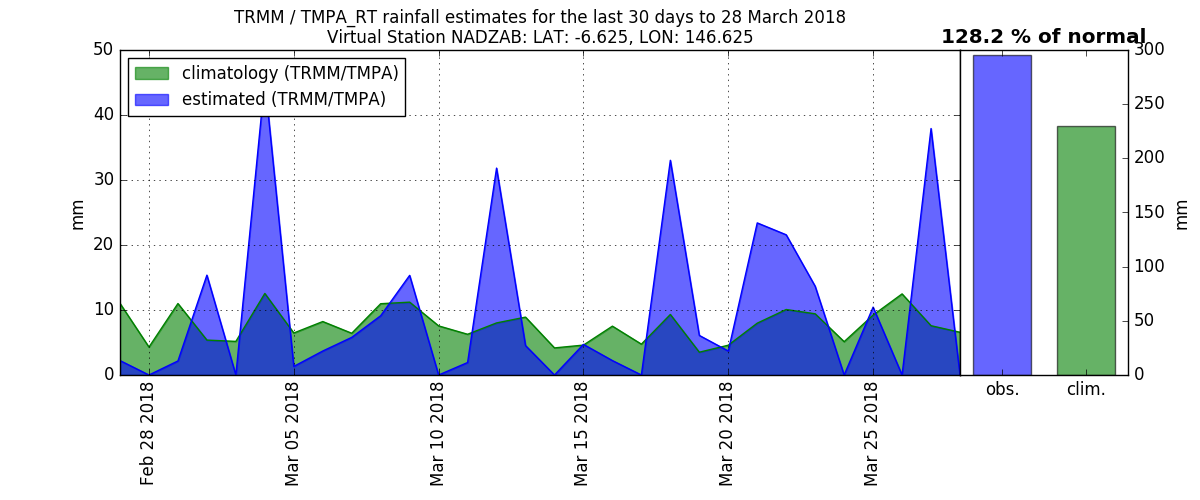 TRMM / TMPA_RT rainfall estimates for the last 30 days to 28 March 2018
Virtual Station NADZAB: LAT: -6.625, LON: 146.625
128.2 % of normal
climatology (TRMM/TMPA)
estimated (TRMM/TMPA)
50
40
30
20
10
0
mm
Feb 28 2018
Mar 05 2018
Mar 10 2018
Mar 15 2018
Mar 20 2018
Mar 25 2018
obs.
clim.
300
250
200
150
100
50
0
mm